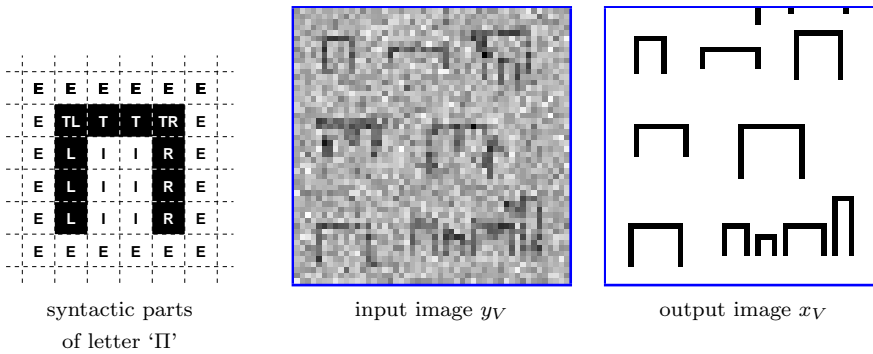 E E E E E E
E TL T T TR E
E L I I R E
E L I I R E
E L I I R E
E E E E E E
syntactic parts
of letter ‘Π’
input image y_V
output image x_V